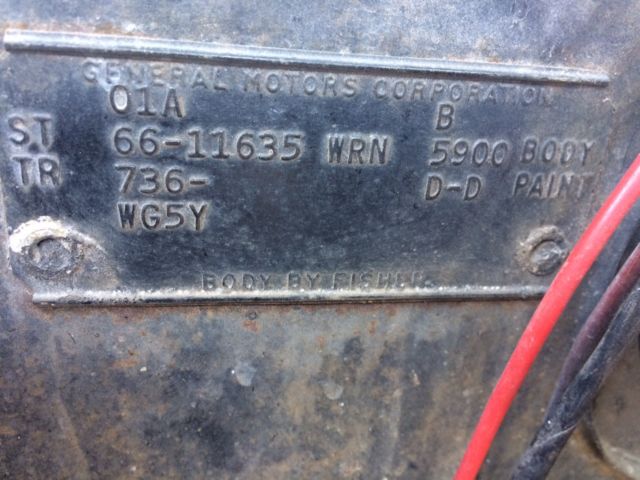 GENERAL MOTORS CORPORATION
01A B
ST 66-11635 WRN 5900 BODY
TR 736- D-D PAINT
WG5Y
BODY BY FISHER